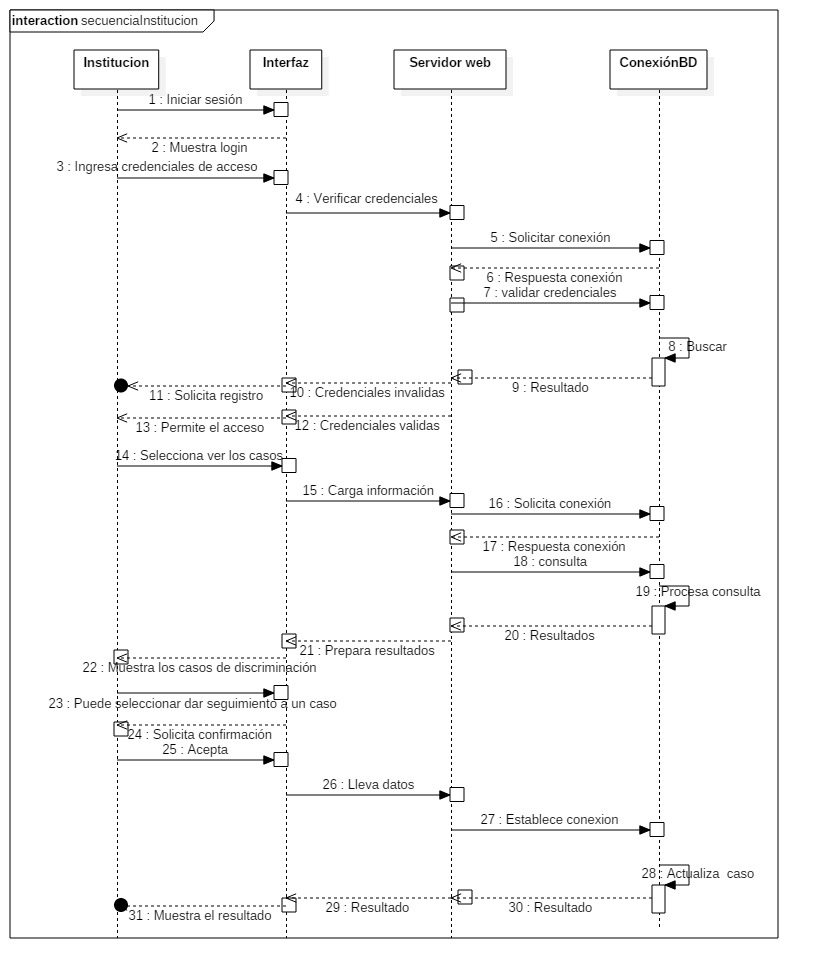 interaction secuenciaInstitucion
Institucion
Interfaz
Servidor web
ConexiónBD
1 : Iniciar sesión
2 : Muestra login
3 : Ingresa credenciales de acceso
4 : Verificar credenciales
5 : Solicitar conexión
6 : Respuesta conexión
7 : validar credenciales
8 : Buscar
9 : Resultado
10 : Credenciales invalidas
11 : Solicita registro
12 : Credenciales validas
13 : Permite el acceso
14 : Selecciona ver los casos
15 : Carga información
16 : Solicita conexión
17 : Respuesta conexión
18 : consulta
19 : Procesa consulta
20 : Resultados
21 : Prepara resultados
22 : Muestra los casos de discriminación
23 : Puede seleccionar dar seguimiento a un caso
24 : Solicita confirmación
25 : Acepta
26 : Lleva datos
27 : Establece conexion
28 : Actualiza caso
29 : Resultado
30 : Resultado
31 : Muestra el resultado